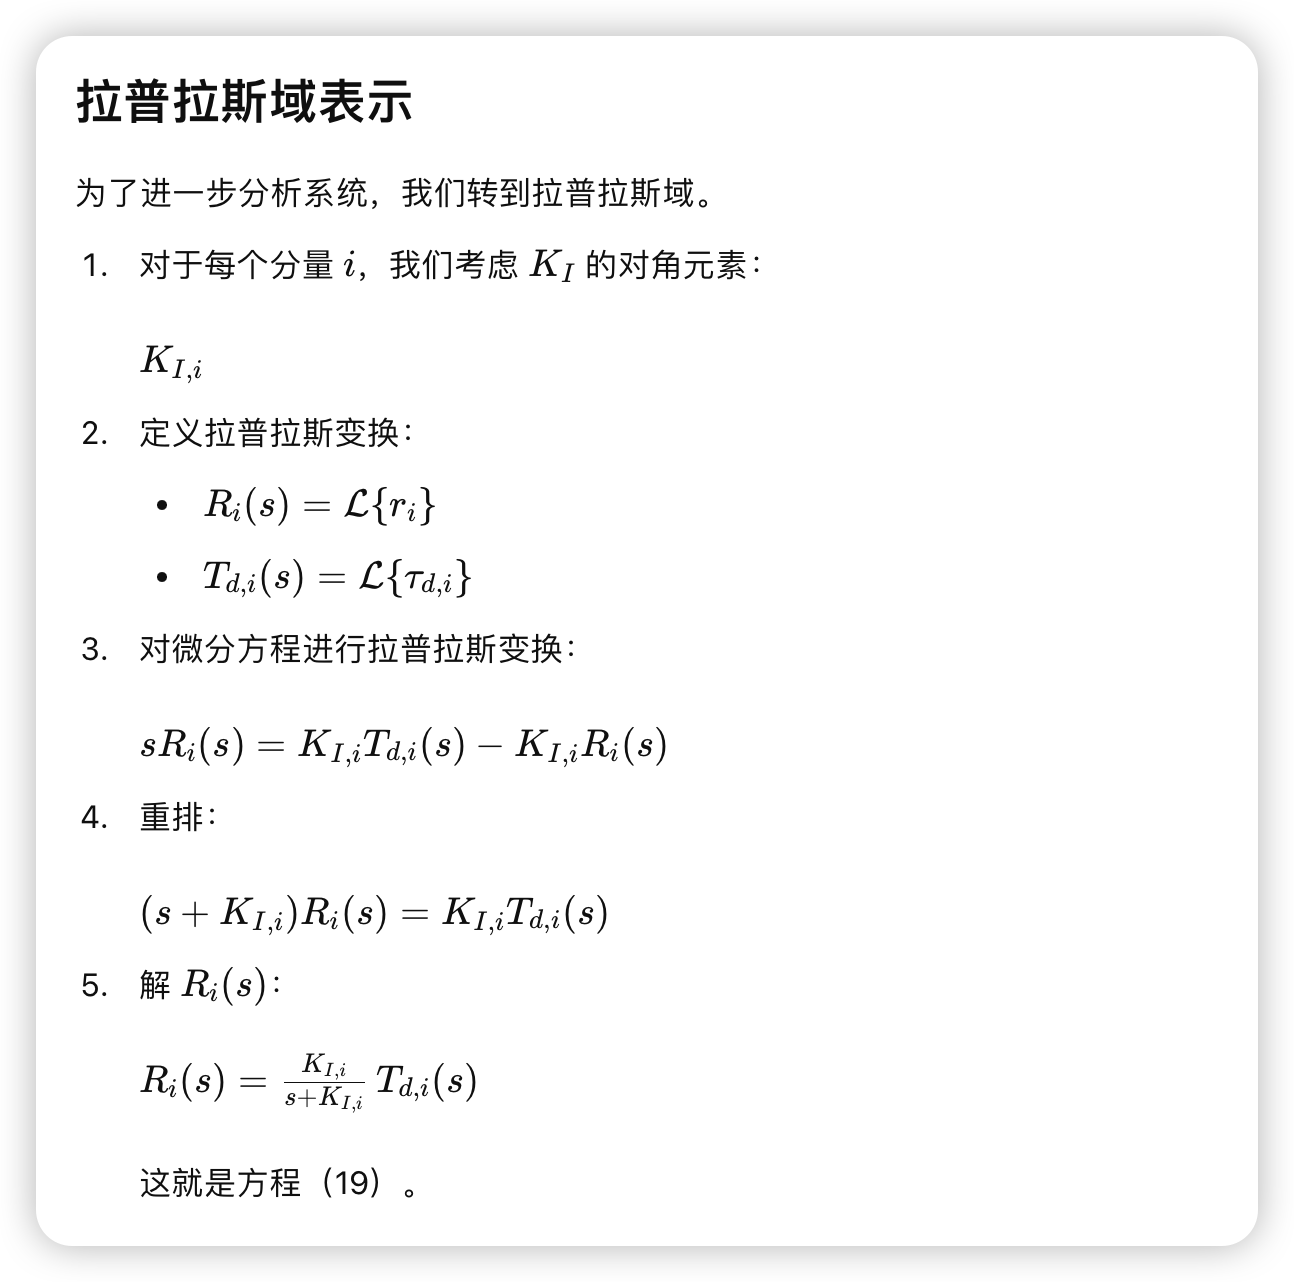 拉普拉斯域表示
为了进一步分析系统，我们转到拉普拉斯域。
1. 对于每个分量 $i$，我们考虑 $K_I$ 的对角元素：
$K_{I,i}$
2. 定义拉普拉斯变换：
• $R_i(s) = \mathcal{L}\{r_i\}$
• $T_{d,i}(s) = \mathcal{L}\{\tau_{d,i}\}$
3. 对微分方程进行拉普拉斯变换：
$sR_i(s) = K_{I,i}T_{d,i}(s) - K_{I,i}R_i(s)$
4. 重排：
$(s + K_{I,i})R_i(s) = K_{I,i}T_{d,i}(s)$
5. 解 $R_i(s)$：
$R_i(s) = \frac{K_{I,i}}{s+K_{I,i}} T_{d,i}(s)$
这就是方程（19）。